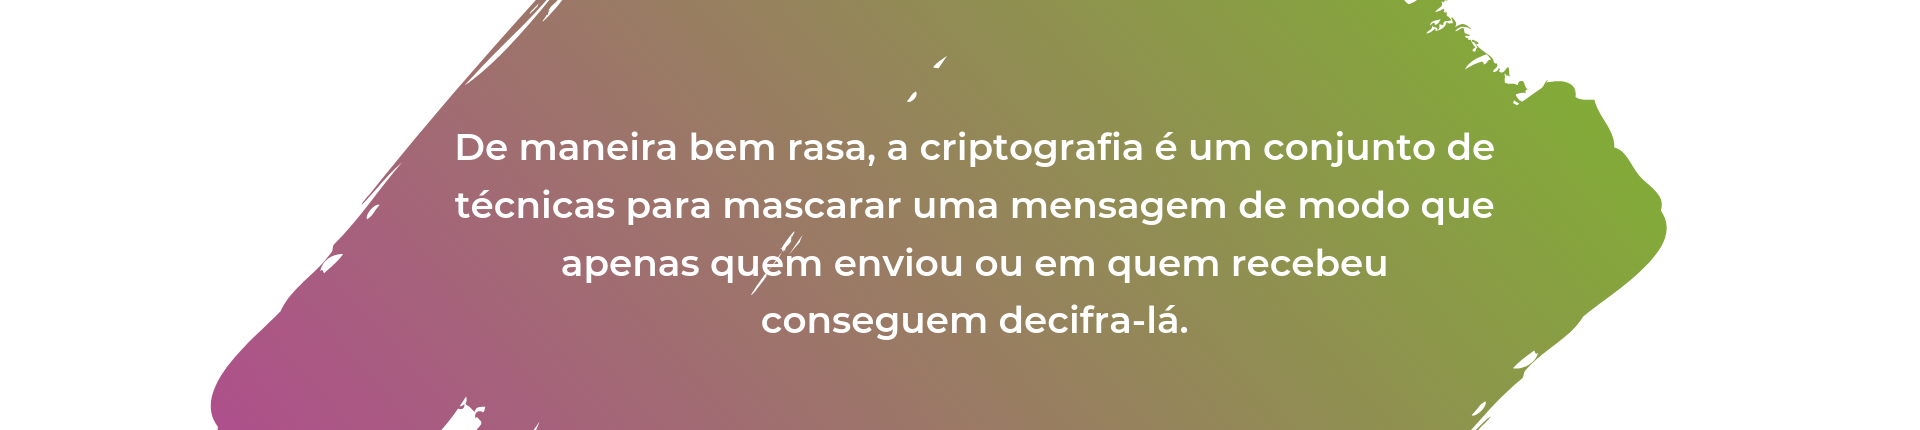 De maneira bem rasa, a criptografia é um conjunto de
técnicas para mascarar uma mensagem de modo que
apenas quem enviou ou em quem recebeu
conseguem decifra-lá.